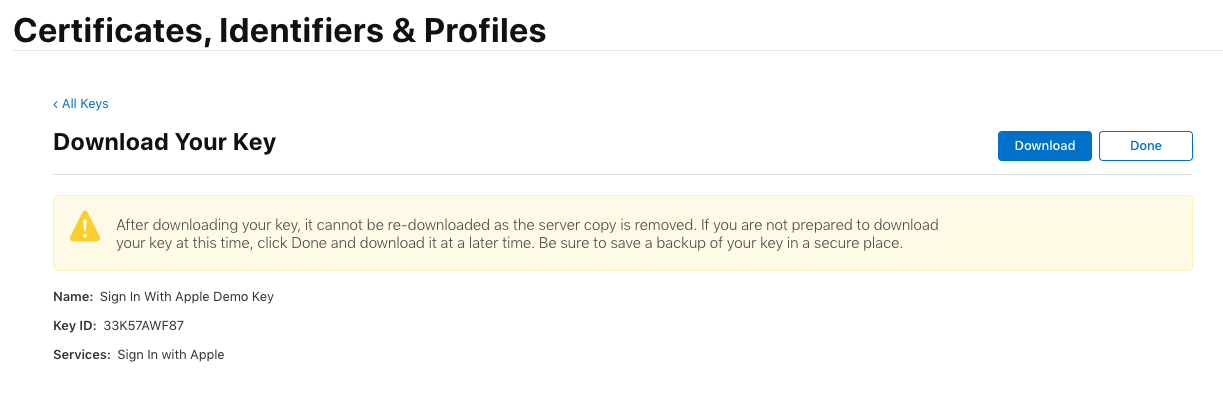 Certificates, Identifiers & Profiles
‹ All Keys
Download Your Key
Download
Done
After downloading your key, it cannot be re-downloaded as the server copy is removed. If you are not prepared to download
your key at this time, click Done and download it at a later time. Be sure to save a backup of your key in a secure place.
Name: Sign In With Apple Demo Key
Key ID: 33K57AWF87
Services: Sign In with Apple